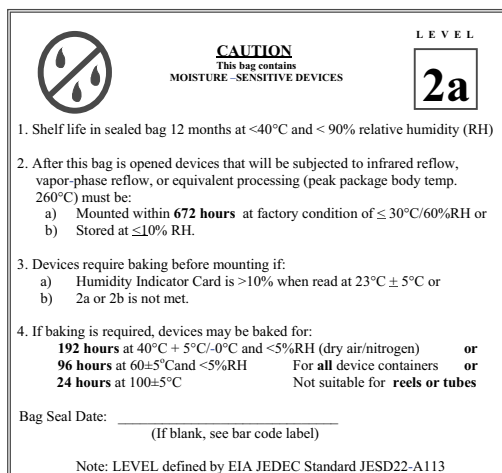 LEVEL
CAUTION
This bag contains
MOISTURE –SENSITIVE DEVICES
2a
1. Shelf life in sealed bag 12 months at <40°C and < 90% relative humidity (RH)
2. After this bag is opened devices that will be subjected to infrared reflow,
vapor-phase reflow, or equivalent processing (peak package body temp.
260°C) must be:
a) Mounted within 672 hours at factory condition of ≤ 30°C/60%RH or
b) Stored at ≤10% RH.
3. Devices require baking before mounting if:
a) Humidity Indicator Card is >10% when read at 23°C ± 5°C or
b) 2a or 2b is not met.
4. If baking is required, devices may be baked for:
192 hours at 40°C + 5°C/-0°C and <5%RH (dry air/nitrogen) or
96 hours at 60±5°Cand <5%RH For all device containers or
24 hours at 100±5°C Not suitable for reels or tubes
Bag Seal Date: ______________________________
(If blank, see bar code label)
Note: LEVEL defined by EIA JEDEC Standard JESD22-A113